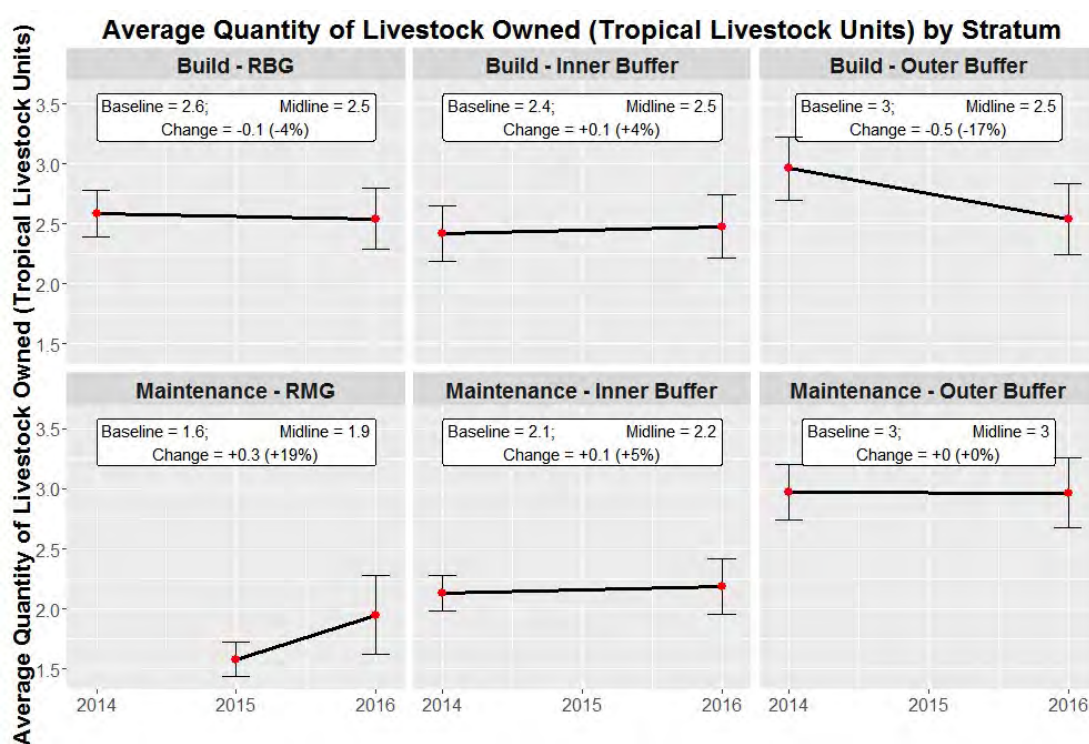 Average Quantity of Livestock Owned (Tropical Livestock Units) by Stratum
Average Quantity of Livestock Owned (Tropical Livestock Units)
Build - RBG
Baseline = 2.6; Midline = 2.5
Change = -0.1 (-4%)
Build - Inner Buffer
Baseline = 2.4; Midline = 2.5
Change = +0.1 (+4%)
Build - Outer Buffer
Baseline = 3; Midline = 2.5
Change = -0.5 (-17%)
3.5
3.0
2.5
2.0
1.5
Maintenance - RMG
Baseline = 1.6; Midline = 1.9
Change = +0.3 (+19%)
Maintenance - Inner Buffer
Baseline = 2.1; Midline = 2.2
Change = +0.1 (+5%)
Maintenance - Outer Buffer
Baseline = 3; Midline = 3
Change = +0 (+0%)
3.5
3.0
2.5
2.0
1.5
2014 2015 2016
2014 2015 2016
2014 2015 2016